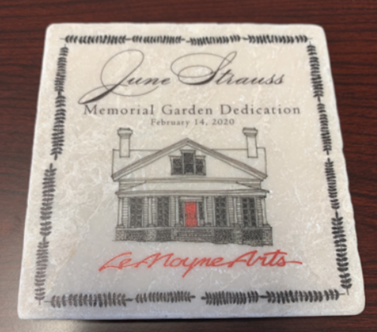 June Strauss
Memorial Garden Dedication
February 14, 2020
LeMoyne Arts